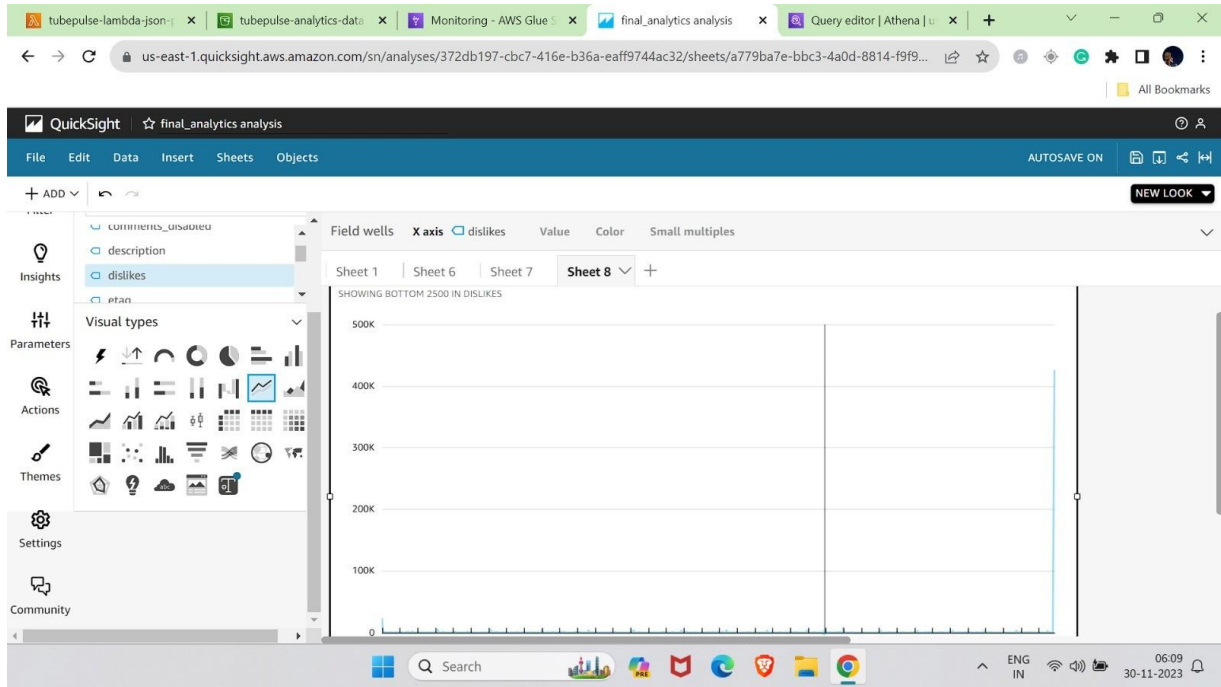 tubepulse-lambda-json-p
tubepulse-analytics-data
Monitoring - AWS Glue S
final_analytics analysis
Query editor | Athena | u
us-east-1.quicksight.aws.amazon.com/sn/analyses/372db197-cbc7-416e-b36a-eaff9744ac32/sheets/a779ba7e-bbc3-4a0d-8814-f9f9...
All Bookmarks
QuickSight
final_analytics analysis
File Edit Data Insert Sheets Objects
AUTOSAVE ON
+ ADD
NEW LOOK
Filter
Insights
Parameters
Actions
Themes
Settings
Community
comments_disabled
description
dislikes
etag
Visual types
Field wells X axis dislikes Value Color Small multiples
Sheet 1 Sheet 6 Sheet 7 Sheet 8
SHOWING BOTTOM 2500 IN DISLIKES
500K
400K
300K
200K
100K
0
Search
PRE
ENG
IN
06:09
30-11-2023